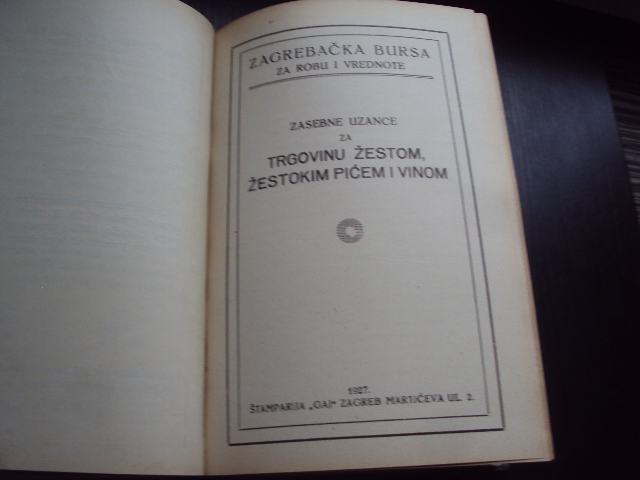 ZAGREBAČKA BURSA
ZA ROBU I VREDNOTE
ZASEBNE UZANCE
ZA
TRGOVINU ŽESTOM,
ŽESTOKIM PIĆEM I VINOM
1927.
ŠTAMPARIJA „GAJ“ ZAGREB MARTIĆEVA UL. 2.